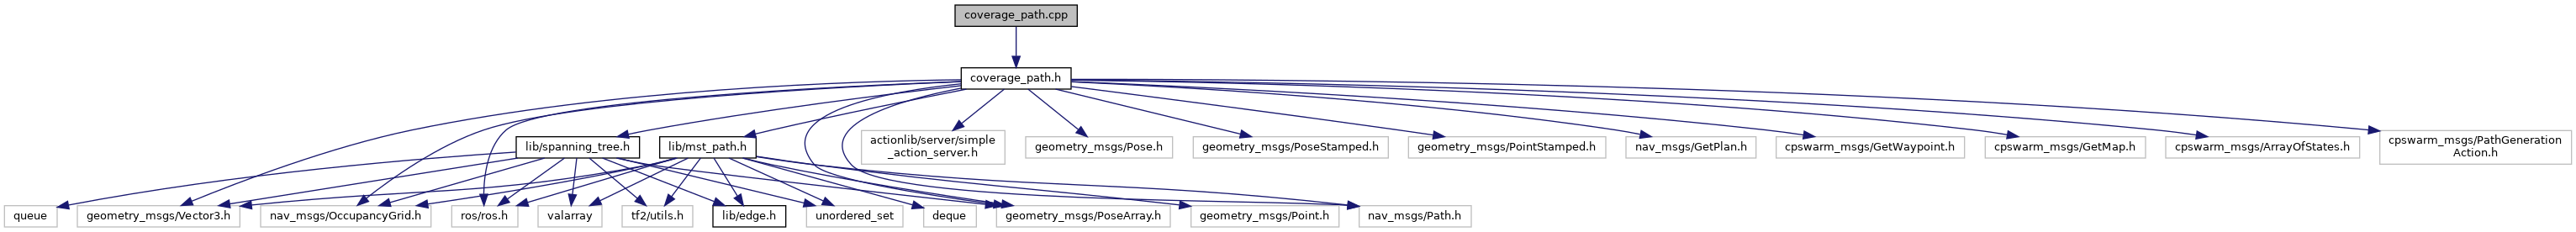 coverage_path.cpp
coverage_path.h
lib/spanning_tree.h
lib/mst_path.h
actionlib/server/simple
_action_server.h
geometry_msgs/Pose.h
geometry_msgs/PoseStamped.h
geometry_msgs/PointStamped.h
nav_msgs/GetPlan.h
cpswarm_msgs/GetWaypoint.h
cpswarm_msgs/GetMap.h
cpswarm_msgs/ArrayOfStates.h
cpswarm_msgs/PathGeneration
Action.h
queue
geometry_msgs/Vector3.h
nav_msgs/OccupancyGrid.h
ros/ros.h
valarray
tf2/utils.h
lib/edge.h
unordered_set
deque
geometry_msgs/PoseArray.h
geometry_msgs/Point.h
nav_msgs/Path.h